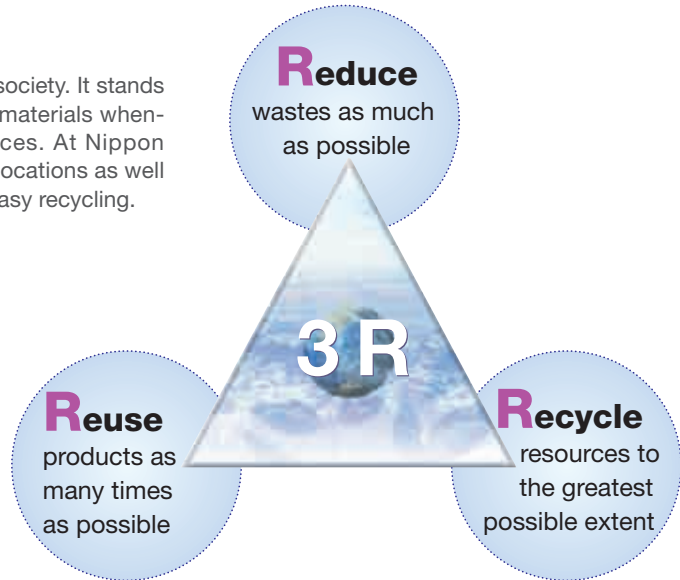 society. It stands
materials when-
ces. At Nippon
ocations as well
asy recycling.
Reduce
wastes as much
as possible
3 R
Reuse
products as
many times
as possible
Recycle
resources to
the greatest
possible extent